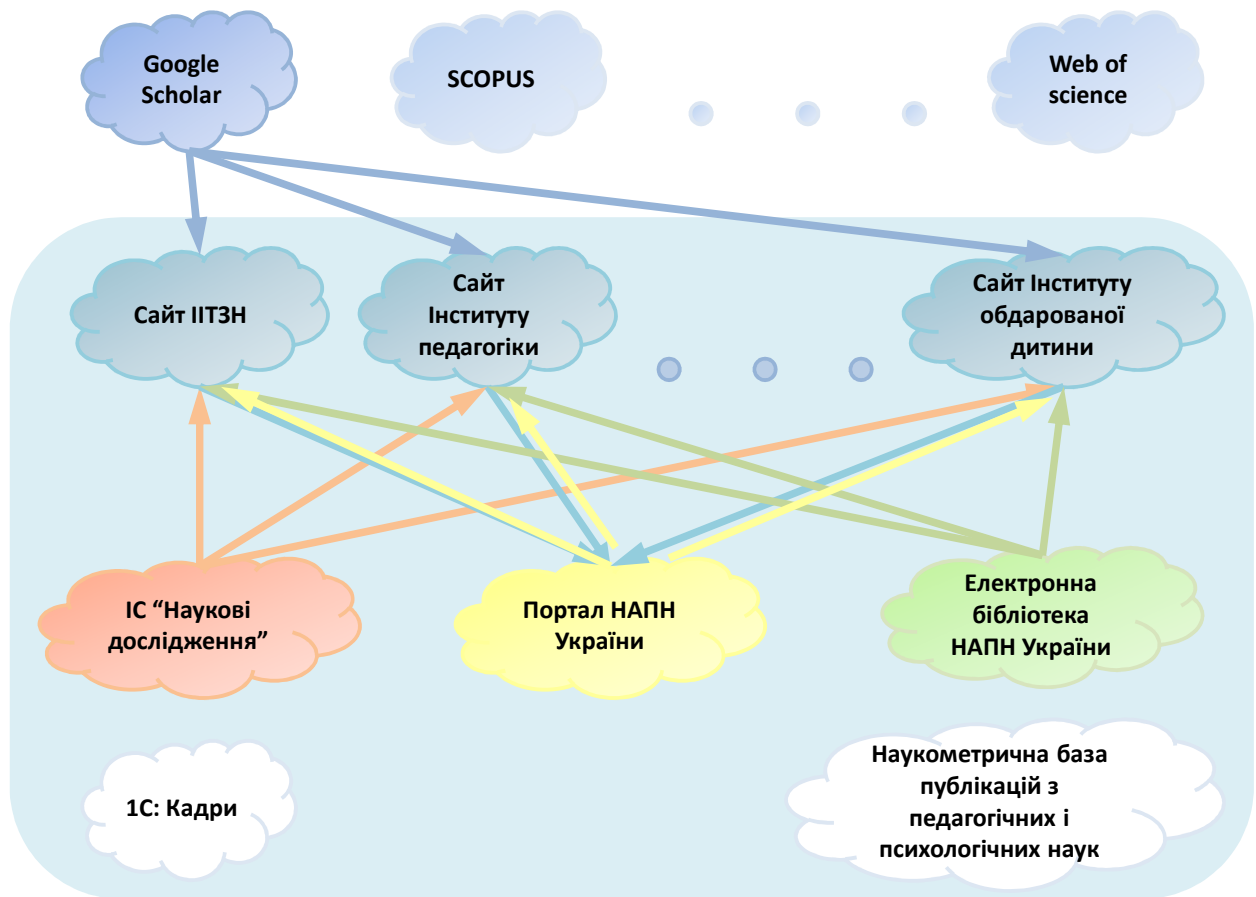 Google
Scholar
SCOPUS
Web of
science
Сайт ІІТЗН
Сайт
Інституту
педагогіки
Сайт Інституту
обдарованої
дитини
ІС “Наукові
дослідження”
Портал НАПН
України
Електронна
бібліотека
НАПН України
1С: Кадри
Наукометрична база
публікацій з
педагогічних і
психологічних наук